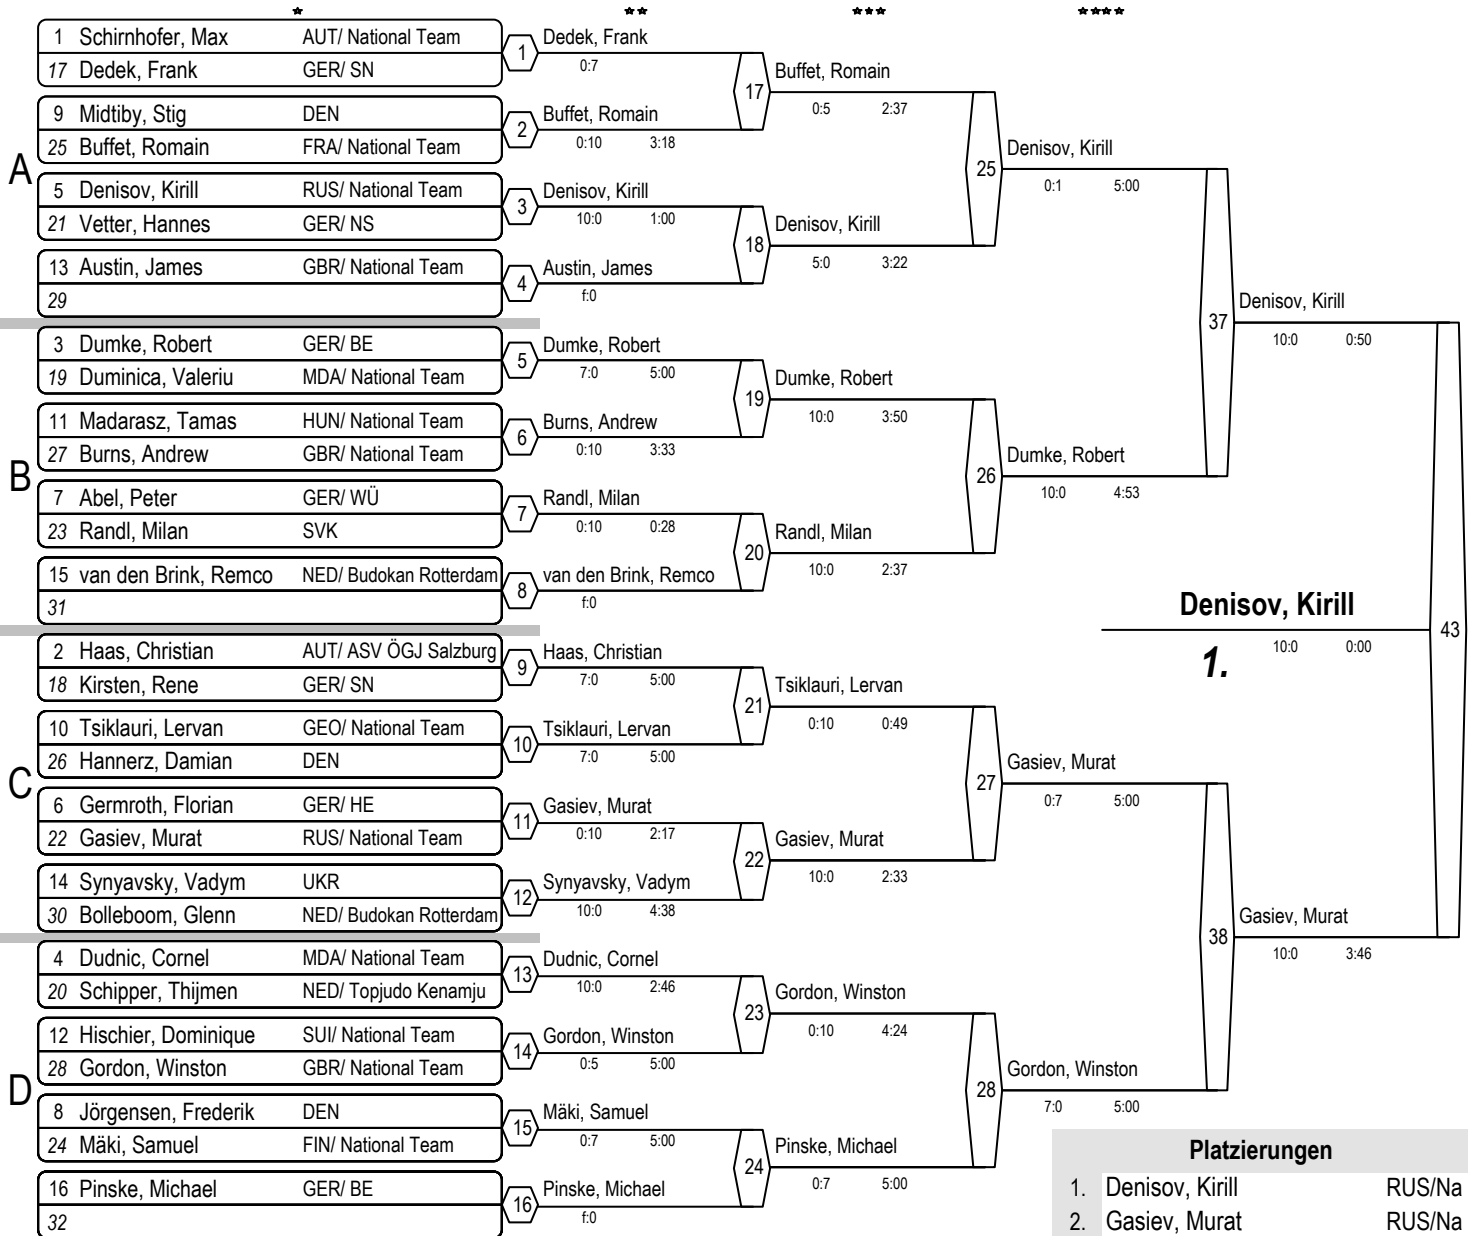 * ** *** ****
A
1 Schirnhofer, Max AUT/ National Team
17 Dedek, Frank GER/ SN
9 Midtiby, Stig DEN
25 Buffet, Romain FRA/ National Team
5 Denisov, Kirill RUS/ National Team
21 Vetter, Hannes GER/ NS
13 Austin, James GBR/ National Team
29
B
3 Dumke, Robert GER/ BE
19 Duminica, Valeriu MDA/ National Team
11 Madarasz, Tamas HUN/ National Team
27 Burns, Andrew GBR/ National Team
7 Abel, Peter GER/ WÜ
23 Randl, Milan SVK
15 van den Brink, Remco NED/ Budokan Rotterdam
31
C
2 Haas, Christian AUT/ ASV ÖGJ Salzburg
18 Kirsten, Rene GER/ SN
10 Tsiklauri, Lervan GEO/ National Team
26 Hannerz, Damian DEN
6 Germroth, Florian GER/ HE
22 Gasiev, Murat RUS/ National Team
14 Synyavsky, Vadym UKR
30 Bolleboom, Glenn NED/ Budokan Rotterdam
D
4 Dudnic, Cornel MDA/ National Team
20 Schipper, Thijmen NED/ Topjudo Kenamju
12 Hischier, Dominique SUI/ National Team
28 Gordon, Winston GBR/ National Team
8 Jörgensen, Frederik DEN
24 Mäki, Samuel FIN/ National Team
16 Pinske, Michael GER/ BE
32
1 Dedek, Frank
0:7
2 Buffet, Romain
0:10 3:18
3 Denisov, Kirill
10:0 1:00
4 Austin, James
f:0
5 Dumke, Robert
7:0 5:00
6 Burns, Andrew
0:10 3:33
7 Randl, Milan
0:10 0:28
8 van den Brink, Remco
f:0
9 Haas, Christian
7:0 5:00
10 Tsiklauri, Lervan
7:0 5:00
11 Gasiev, Murat
0:10 2:17
12 Synyavsky, Vadym
10:0 4:38
13 Dudnic, Cornel
10:0 2:46
14 Gordon, Winston
0:5 5:00
15 Mäki, Samuel
0:7 5:00
16 Pinske, Michael
f:0
17 Buffet, Romain
0:5 2:37
18 Denisov, Kirill
5:0 3:22
19 Dumke, Robert
10:0 3:50
20 Randl, Milan
10:0 2:37
21 Tsiklauri, Lervan
0:10 0:49
22 Gasiev, Murat
10:0 2:33
23 Gordon, Winston
0:10 4:24
24 Pinske, Michael
0:7 5:00
25 Denisov, Kirill
0:1 5:00
26 Dumke, Robert
10:0 4:53
27 Gasiev, Murat
0:7 5:00
28 Gordon, Winston
7:0 5:00
37 Denisov, Kirill
10:0 0:50
38 Gasiev, Murat
10:0 3:46
43
Denisov, Kirill
1. 10:0 0:00
Platzierungen
1. Denisov, Kirill RUS/Na
2. Gasiev, Murat RUS/Na